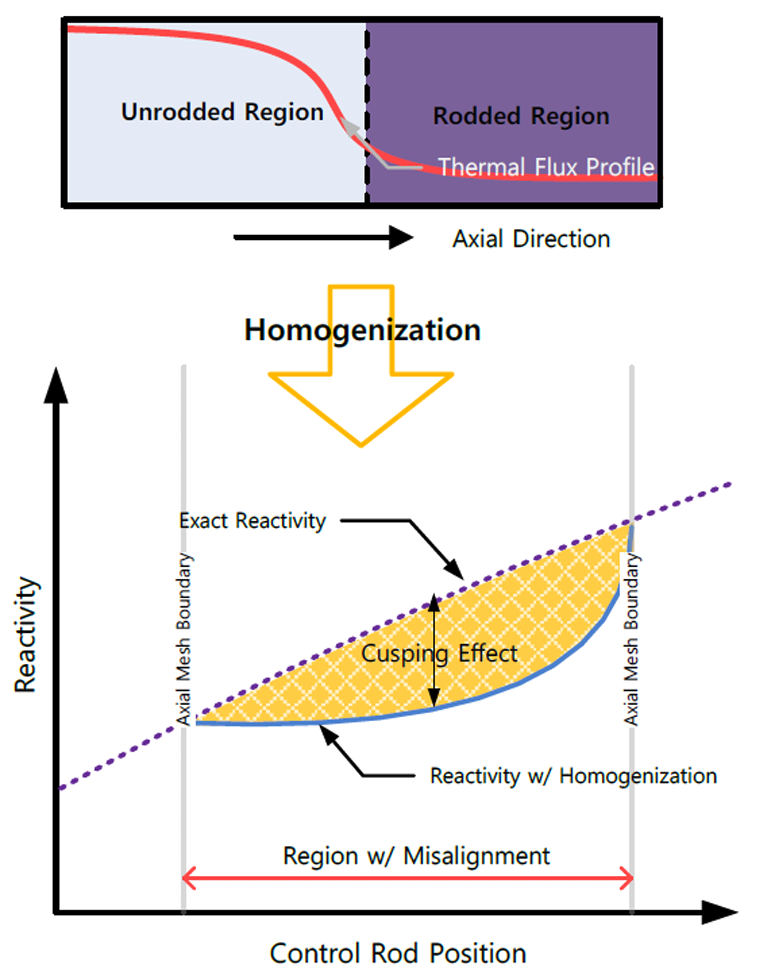 Unrodded Region
Rodded Region
Thermal Flux Profile
Axial Direction
Homogenization
Exact Reactivity
Axial Mesh Boundary
Axial Mesh Boundary
Cusping Effect
Reactivity
Reactivity w/ Homogenization
Region w/ Misalignment
Control Rod Position